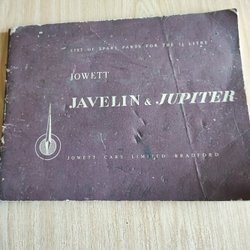 LIST OF SPARE PARTS FOR THE 1½ LITRE
JOWETT
JAVELIN & JUPITER
JOWETT CARS LIMITED BRADFORD